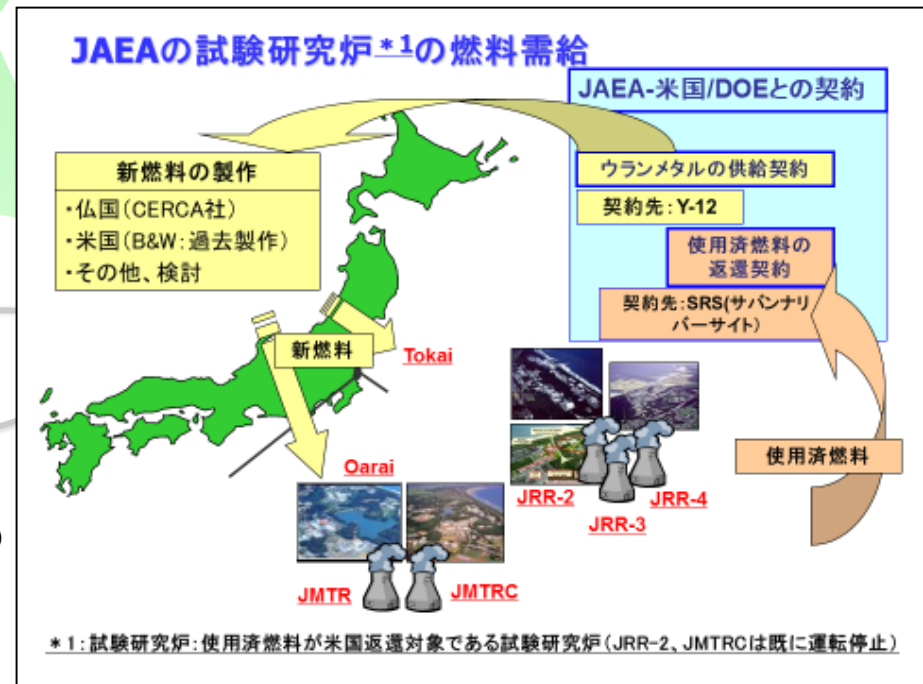 JAEAの試験研究炉*1の燃料需給
JAEA-米国/DOEとの契約
新燃料の製作
・仏国(CERCA社)
・米国(B&W:過去製作)
・その他、検討
ウランメタルの供給契約
契約先:Y-12
使用済燃料の
返還契約
契約先:SRS(サバンナリ
バーサイト)
新燃料
Tokai
Oarai
使用済燃料
JRR-2
JRR-3
JRR-4
JMTR
JMTRC
*1:試験研究炉:使用済燃料が米国返還対象である試験研究炉(JRR-2、JMTRCは既に運転停止)